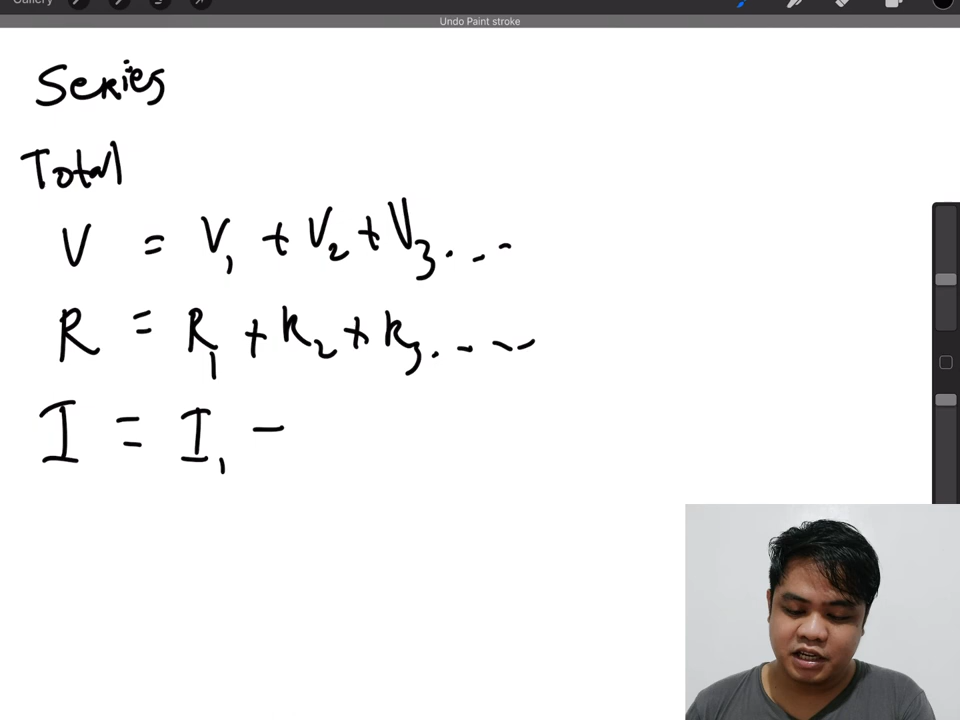 Gallery
Undo Paint stroke
Series
Total
V = V₁ + V₂ + V₃ . . . .
R = R₁ + R₂ + R₃ . . . .
I = I₁ –